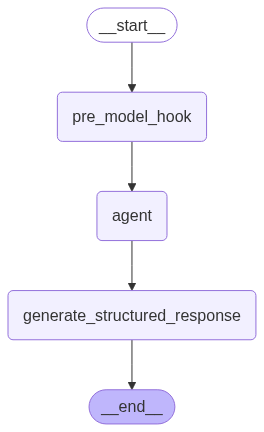 __start__
pre_model_hook
agent
generate_structured_response
__end__